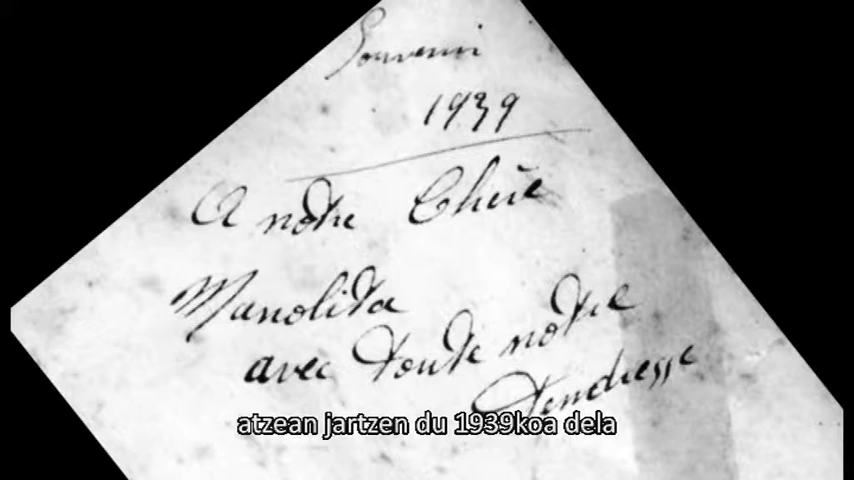 Souvenir
1939
A notre Chère
Manolita
avec toute notre
tendresse
atzean jartzen du 1939koa dela